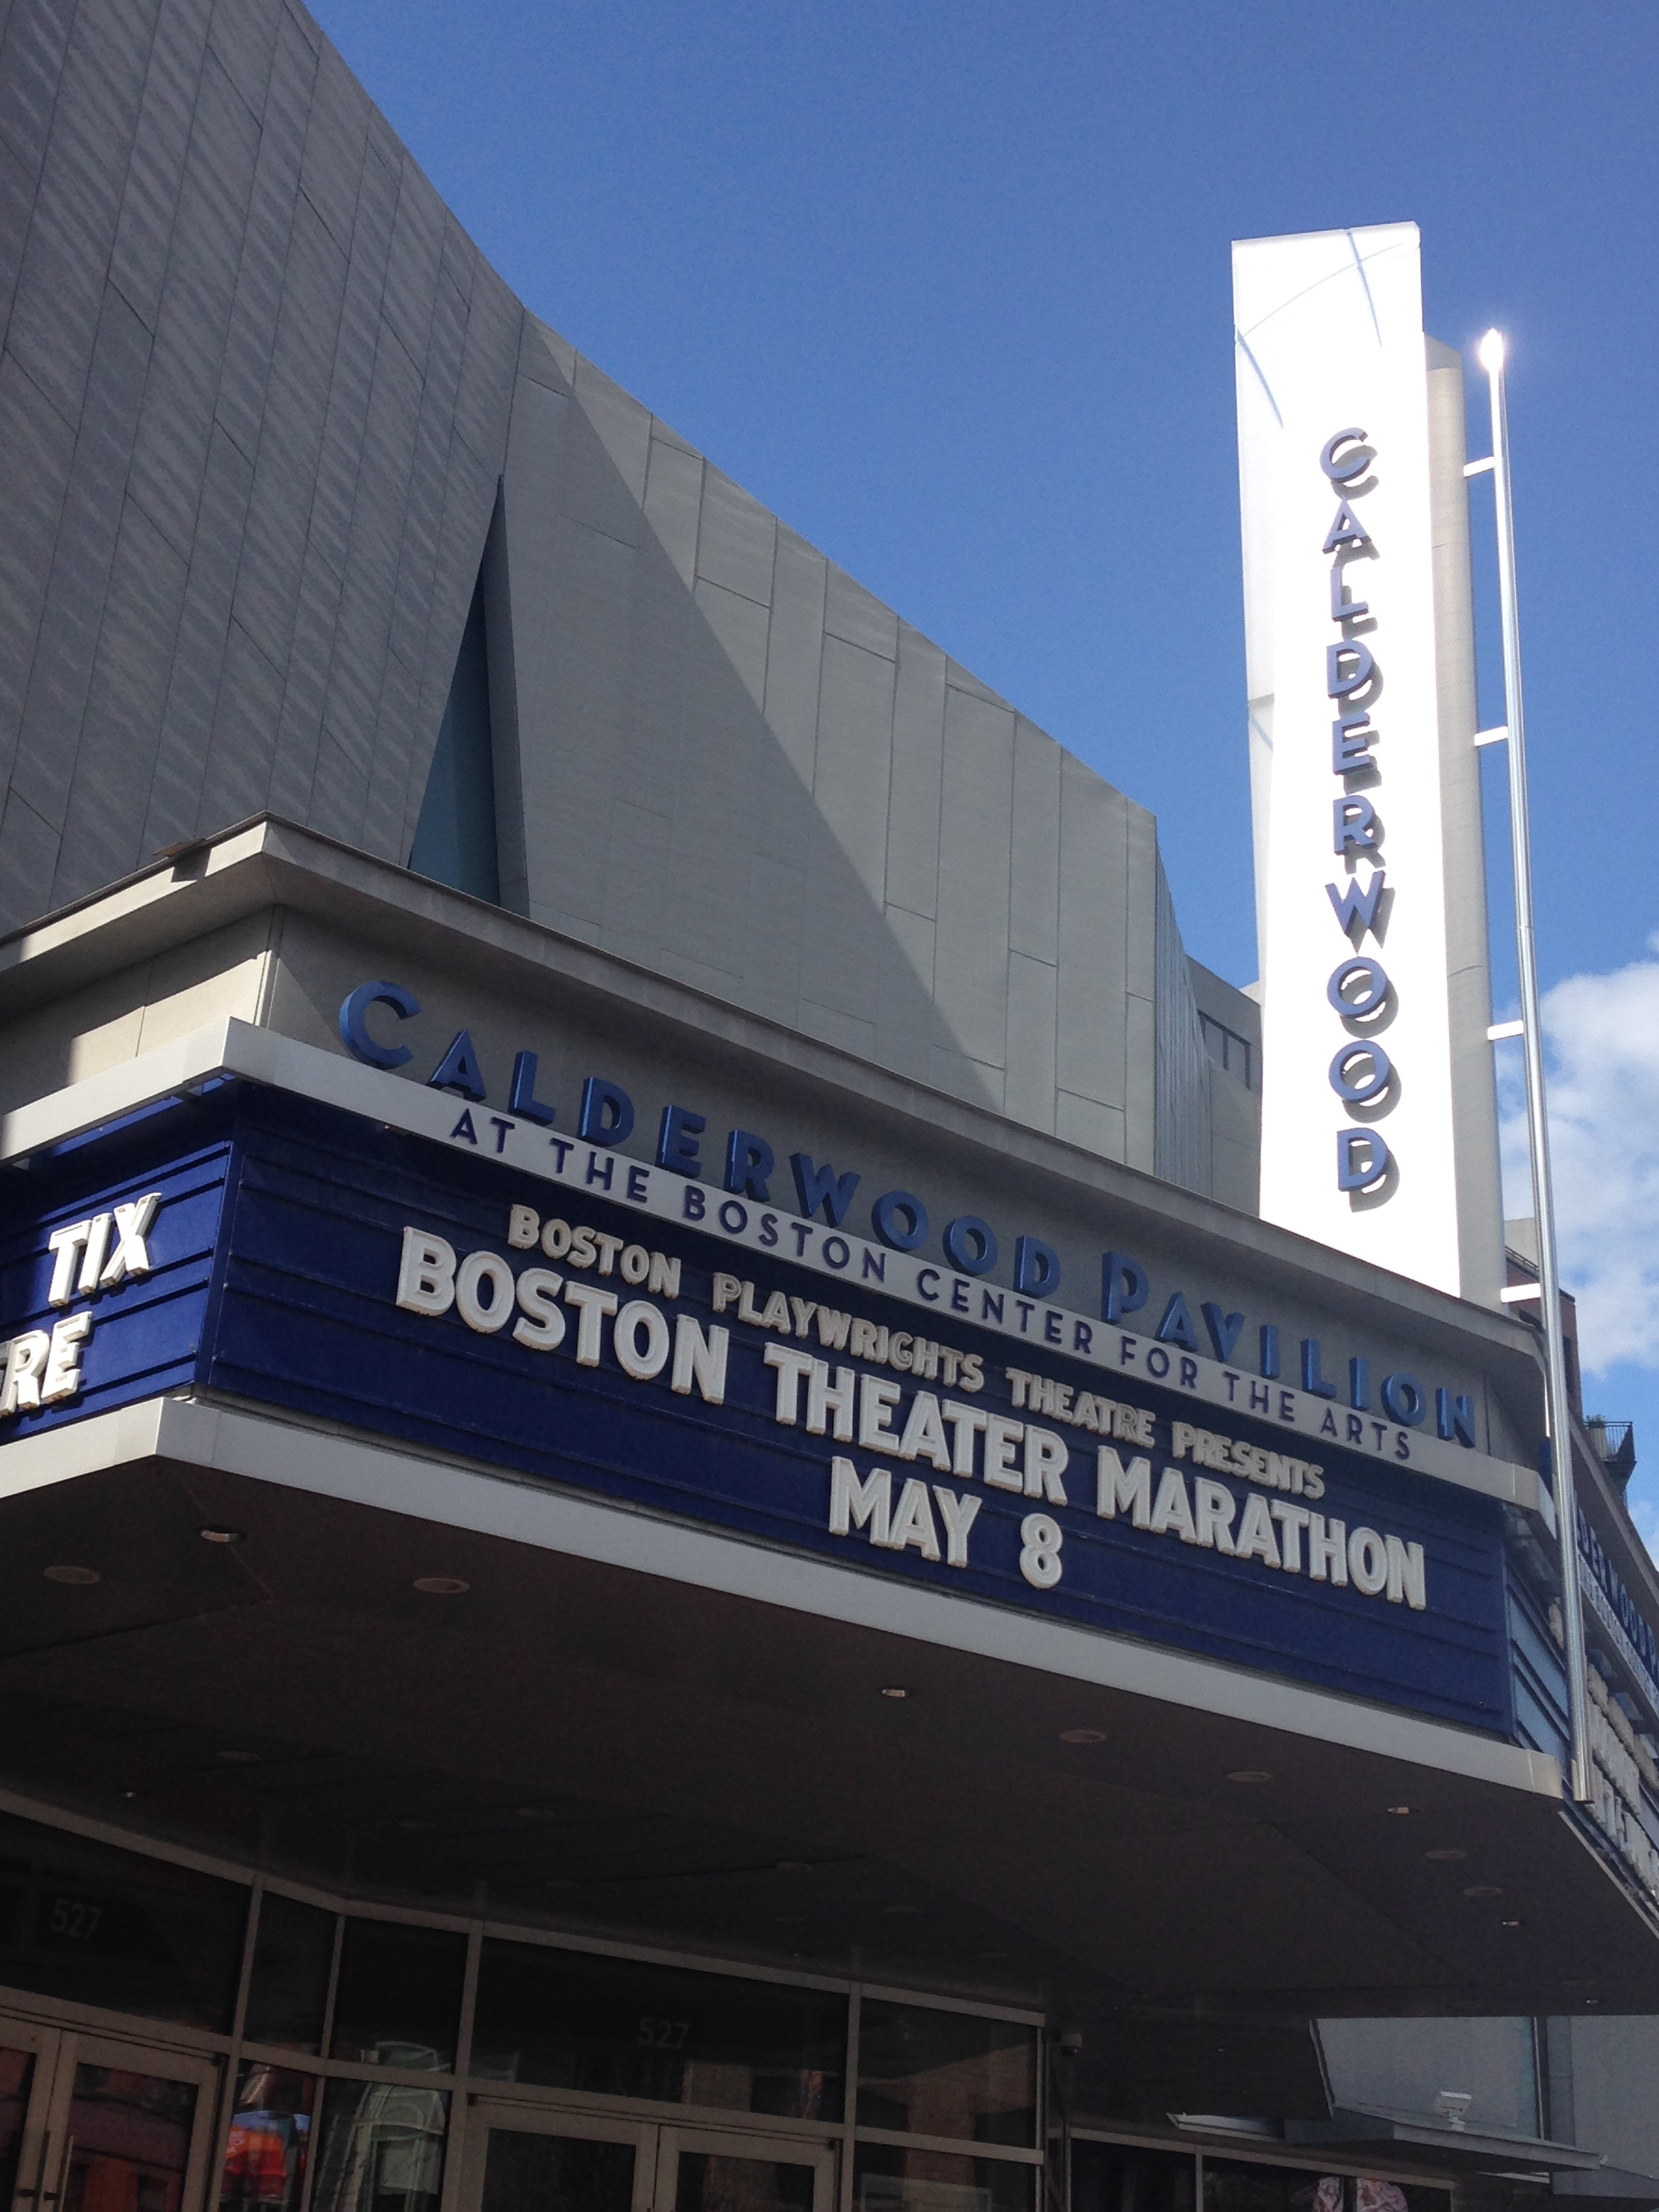 CALDERWOOD
CALDERWOOD PAVILION
AT THE BOSTON CENTER FOR THE ARTS
BOSTON PLAYWRIGHTS THEATRE PRESENTS
BOSTON THEATER MARATHON
MAY 8
TIX
527
527